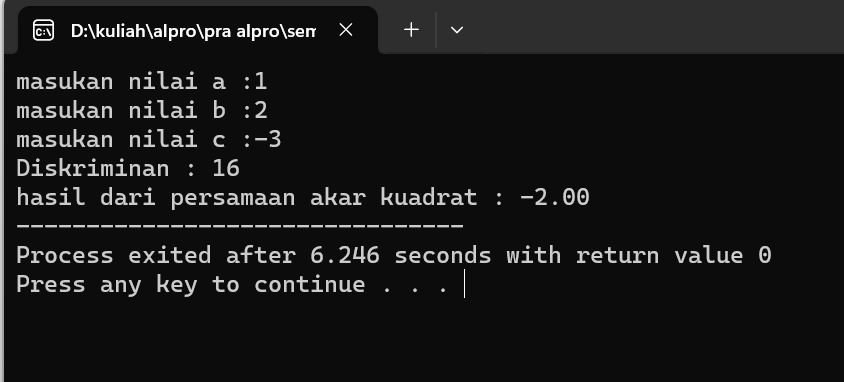 D:\kuliah\alpro\pra alpro\sem
masukan nilai a :1
masukan nilai b :2
masukan nilai c :-3
Diskriminan : 16
hasil dari persamaan akar kuadrat : -2.00
--------------------------------
Process exited after 6.246 seconds with return value 0
Press any key to continue . . .